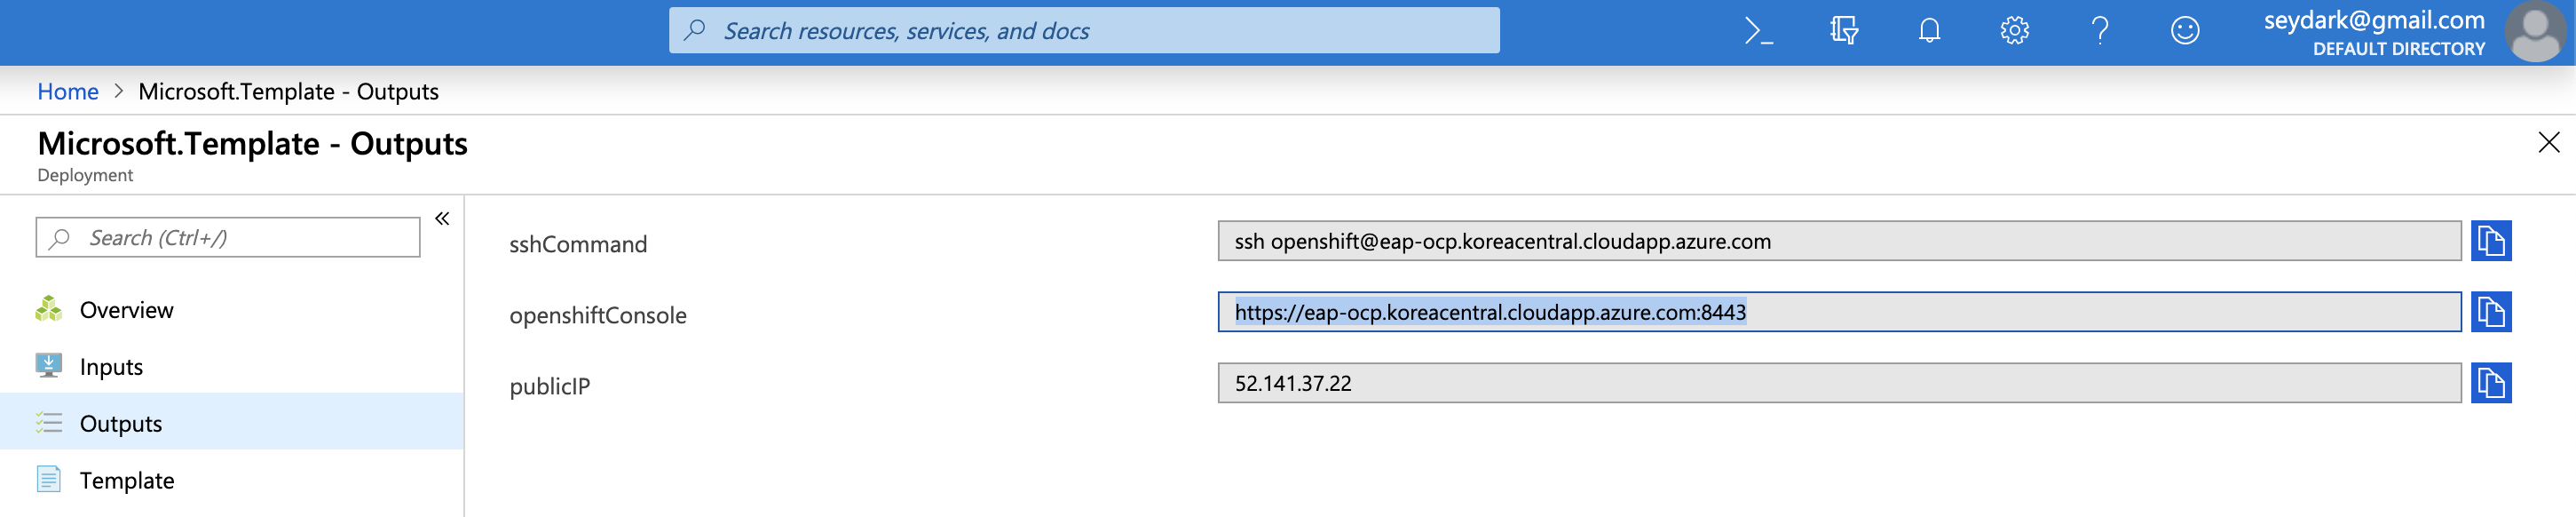 Search resources, services, and docs
seydark@gmail.com
DEFAULT DIRECTORY
Home > Microsoft.Template - Outputs
Microsoft.Template - Outputs
Deployment
Search (Ctrl+/)
«
Overview
Inputs
Outputs
Template
sshCommand
ssh openshift@eap-ocp.koreacentral.cloudapp.azure.com
openshiftConsole
https://eap-ocp.koreacentral.cloudapp.azure.com:8443
publicIP
52.141.37.22